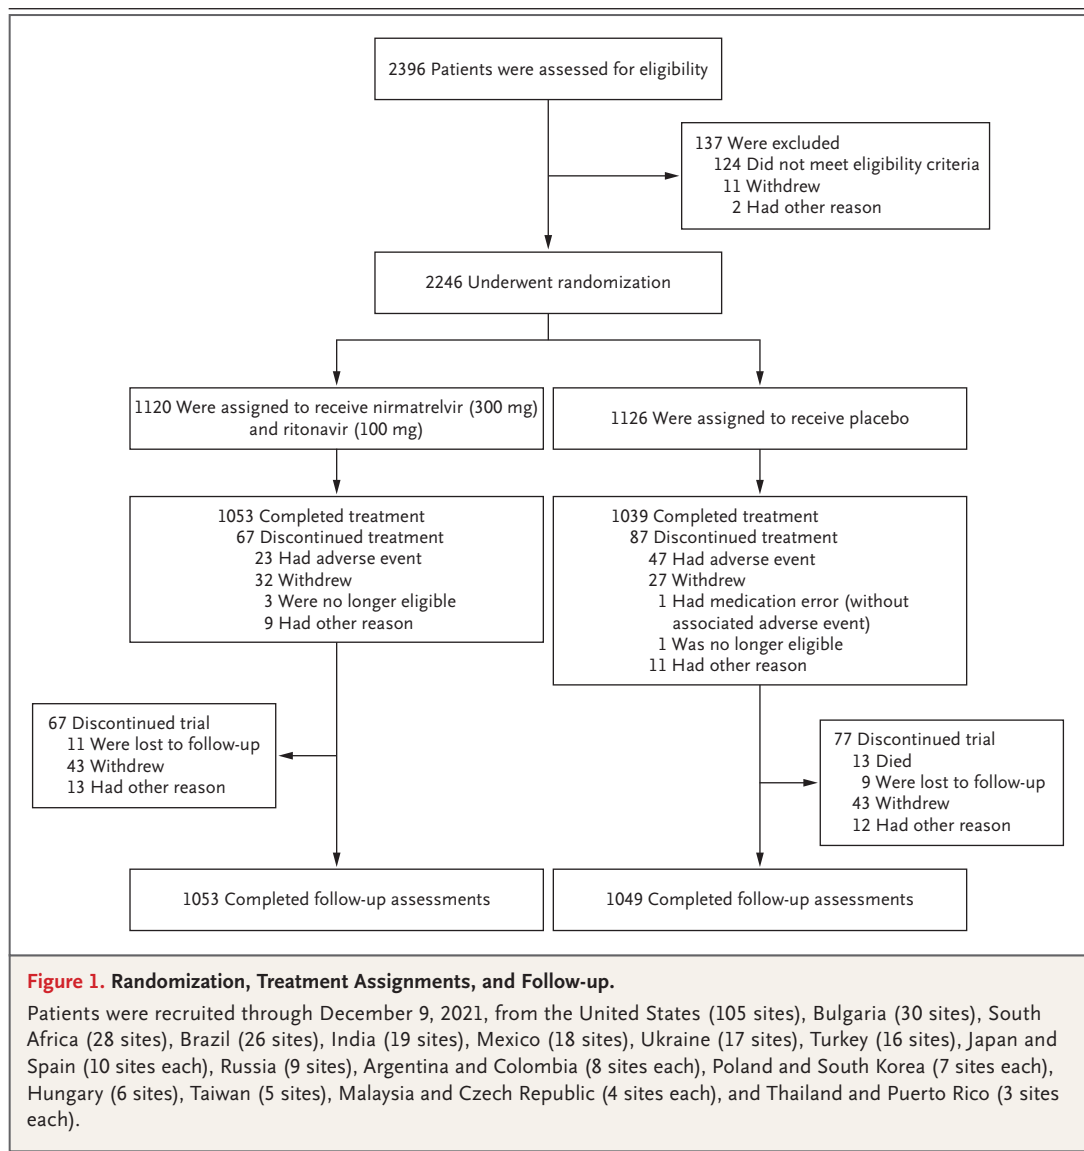 2396 Patients were assessed for eligibility
137 Were excluded
124 Did not meet eligibility criteria
11 Withdrew
2 Had other reason
2246 Underwent randomization
1120 Were assigned to receive nirmatrelvir (300 mg)
and ritonavir (100 mg)
1126 Were assigned to receive placebo
1053 Completed treatment
67 Discontinued treatment
23 Had adverse event
32 Withdrew
3 Were no longer eligible
9 Had other reason
1039 Completed treatment
87 Discontinued treatment
47 Had adverse event
27 Withdrew
1 Had medication error (without
associated adverse event)
1 Was no longer eligible
11 Had other reason
67 Discontinued trial
11 Were lost to follow-up
43 Withdrew
13 Had other reason
77 Discontinued trial
13 Died
9 Were lost to follow-up
43 Withdrew
12 Had other reason
1053 Completed follow-up assessments
1049 Completed follow-up assessments
Figure 1. Randomization, Treatment Assignments, and Follow-up.
Patients were recruited through December 9, 2021, from the United States (105 sites), Bulgaria (30 sites), South
Africa (28 sites), Brazil (26 sites), India (19 sites), Mexico (18 sites), Ukraine (17 sites), Turkey (16 sites), Japan and
Spain (10 sites each), Russia (9 sites), Argentina and Colombia (8 sites each), Poland and South Korea (7 sites each),
Hungary (6 sites), Taiwan (5 sites), Malaysia and Czech Republic (4 sites each), and Thailand and Puerto Rico (3 sites
each).